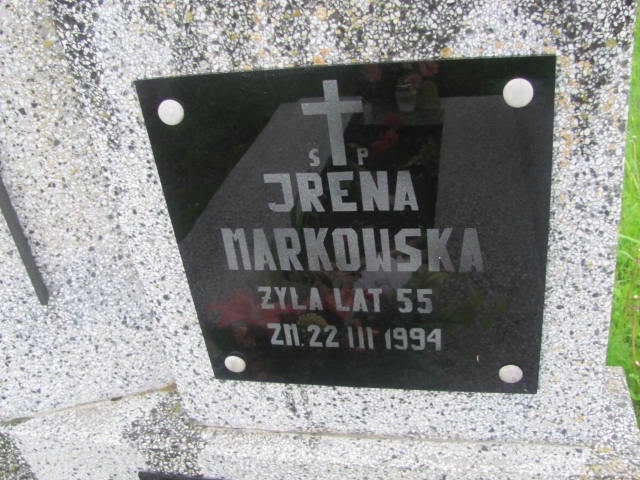 S P
JRENA
MARKOWSKA
ŻYŁA LAT 55
ZM. 22 III 1994